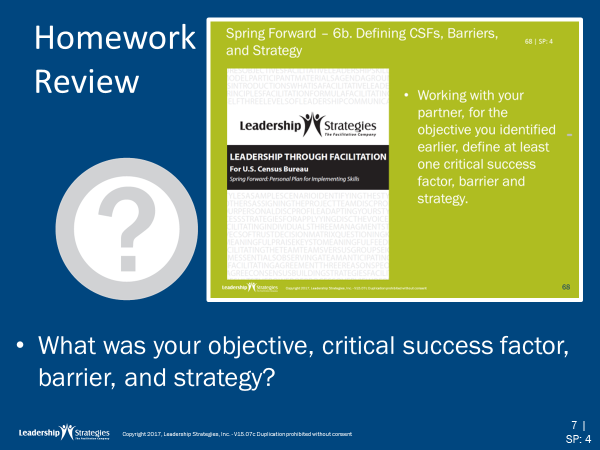 Homework
Review
Spring Forward – 6b. Defining CSFs, Barriers,
and Strategy
68 | SP: 4
Leadership Strategies
The Facilitation Company
LEADERSHIP THROUGH FACILITATION
For U.S. Census Bureau
Spring Forward: Personal Plan for Implementing Skills
• Working with your
partner, for the
objective you identified
earlier, define at least
one critical success
factor, barrier and
strategy.
?
Leadership Strategies
Copyright 2017, Leadership Strategies, Inc. - V15.07c Duplication prohibited without consent
68
• What was your objective, critical success factor,
barrier, and strategy?
Leadership Strategies
The Facilitation Company
Copyright 2017, Leadership Strategies, Inc. - V15.07c Duplication prohibited without consent
7 |
SP: 4